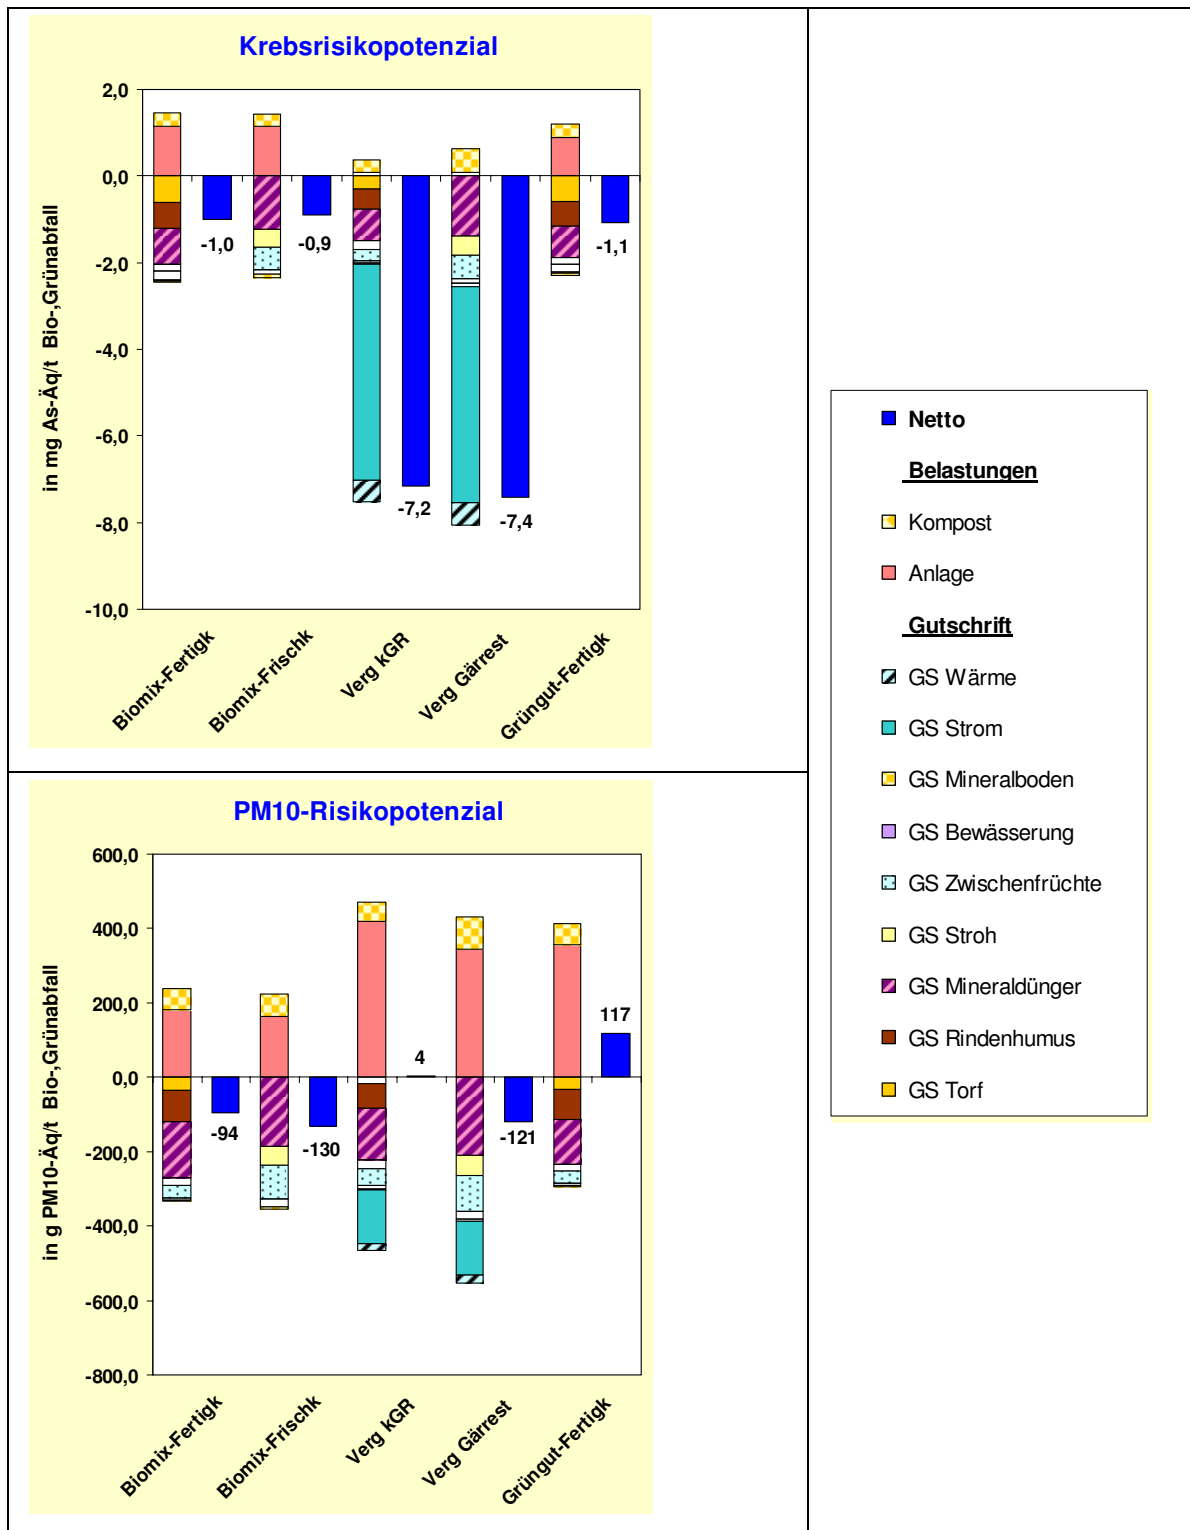 Krebsrisikopotenzial
in mg As-Äq/t Bio-,Grünabfall
2,0
0,0
-2,0
-4,0
-6,0
-8,0
-10,0
-1,0
-0,9
-7,2
-7,4
-1,1
Biomix-Fertigk
Biomix-Frischk
Verg kGR
Verg Gärrest
Grüngut-Fertigk
PM10-Risikopotenzial
in g PM10-Äq/t Bio-,Grünabfall
600,0
400,0
200,0
0,0
-200,0
-400,0
-600,0
-800,0
-94
-130
4
-121
117
Biomix-Fertigk
Biomix-Frischk
Verg kGR
Verg Gärrest
Grüngut-Fertigk
Netto
Belastungen
Kompost
Anlage
Gutschrift
GS Wärme
GS Strom
GS Mineralboden
GS Bewässerung
GS Zwischenfrüchte
GS Stroh
GS Mineraldünger
GS Rindenhumus
GS Torf